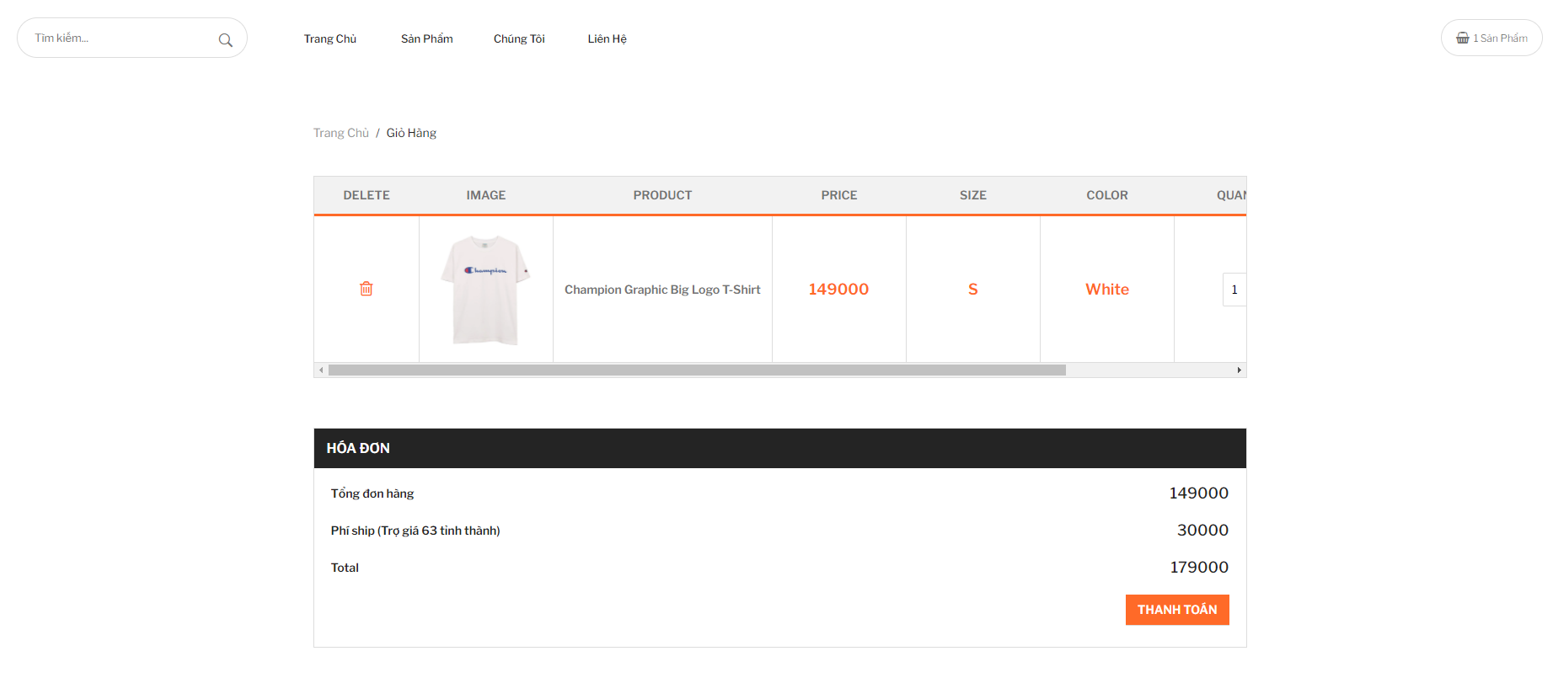 Tìm kiếm...
Trang Chủ Sản Phẩm Chúng Tôi Liên Hệ
1 Sản Phẩm
Trang Chủ / Giỏ Hàng
DELETE IMAGE PRODUCT PRICE SIZE COLOR QUAN
Champion
Champion Graphic Big Logo T-Shirt 149000 S White 1
HÓA ĐƠN
Tổng đơn hàng 149000
Phí ship (Trợ giá 63 tỉnh thành) 30000
Total 179000
THANH TOÁN